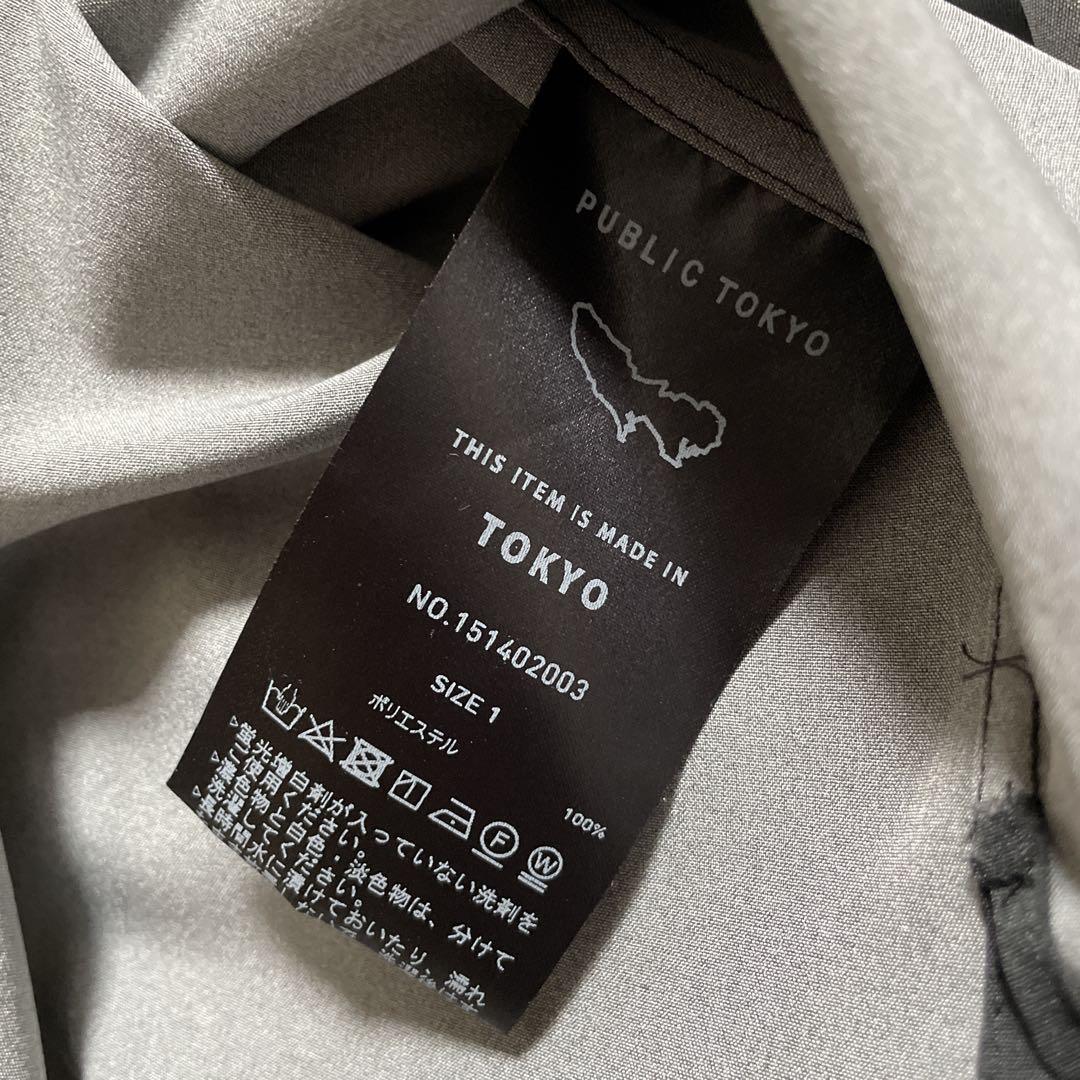 PUBLIC TOKYO
THIS ITEM IS MADE IN
TOKYO
NO.151402003
SIZE 1
ポリエステル 100%
F W
▷蛍光増白剤が入っていない洗剤を
ご使用ください。
▷濃色物と白色・淡色物は、分けて
洗濯してください。
▷長時間水に漬けておいたり、濡れ